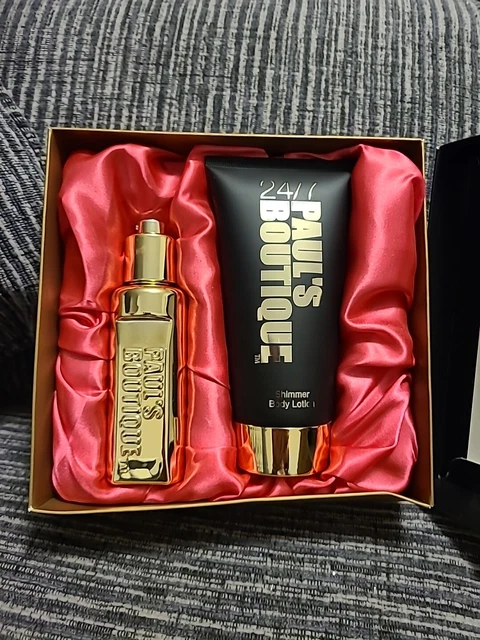 PAUL'S
BOUTIQUE
24/7
PAUL'S
BOUTIQUE
TM
Shimmer
Body Lotion